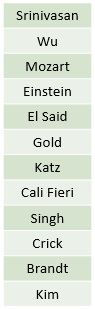 Srinivasan
Wu
Mozart
Einstein
El Said
Gold
Katz
Cali Fieri
Singh
Crick
Brandt
Kim